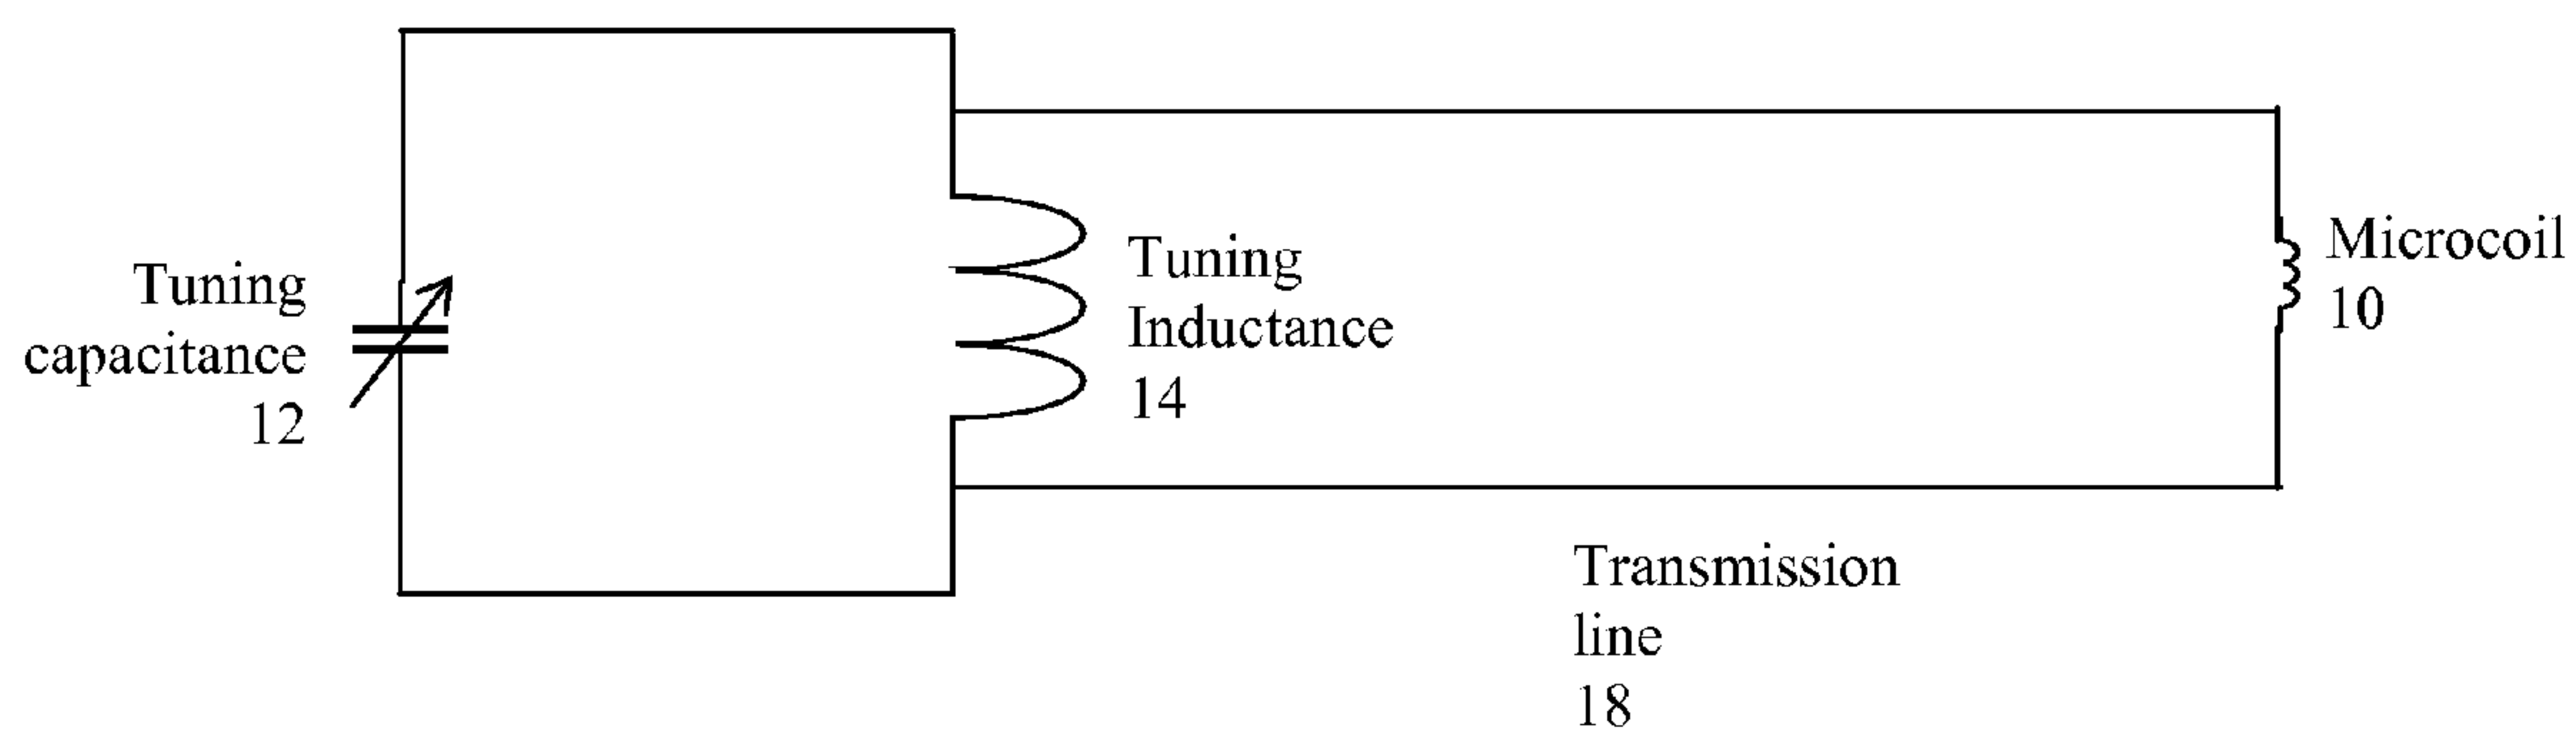 Tuning
capacitance
12
Tuning
Inductance
14
Microcoil
10
Transmission
line
18